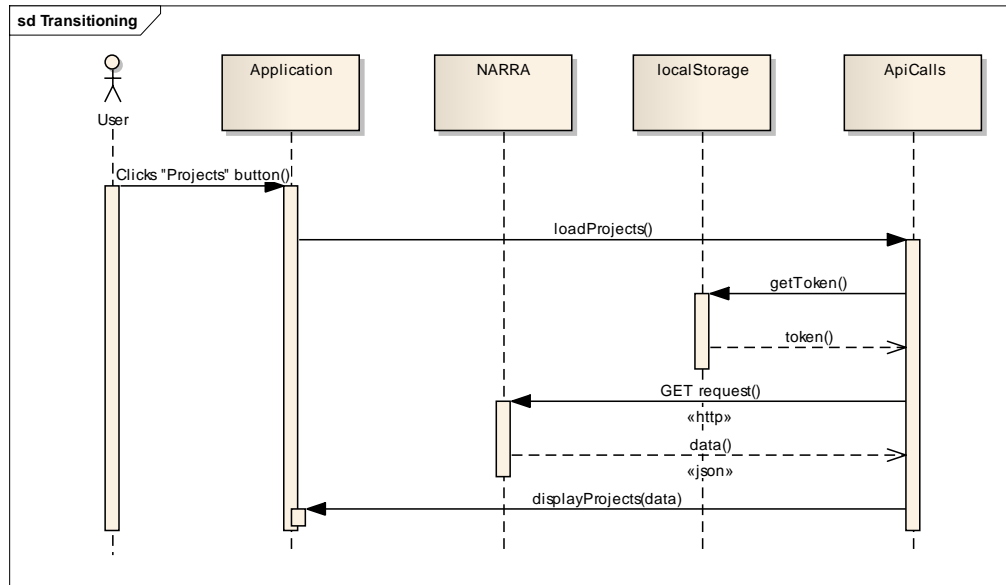 sd Transitioning
User
Application
NARRA
localStorage
ApiCalls
Clicks "Projects" button()
loadProjects()
getToken()
token()
GET request()
«http»
data()
«json»
displayProjects(data)